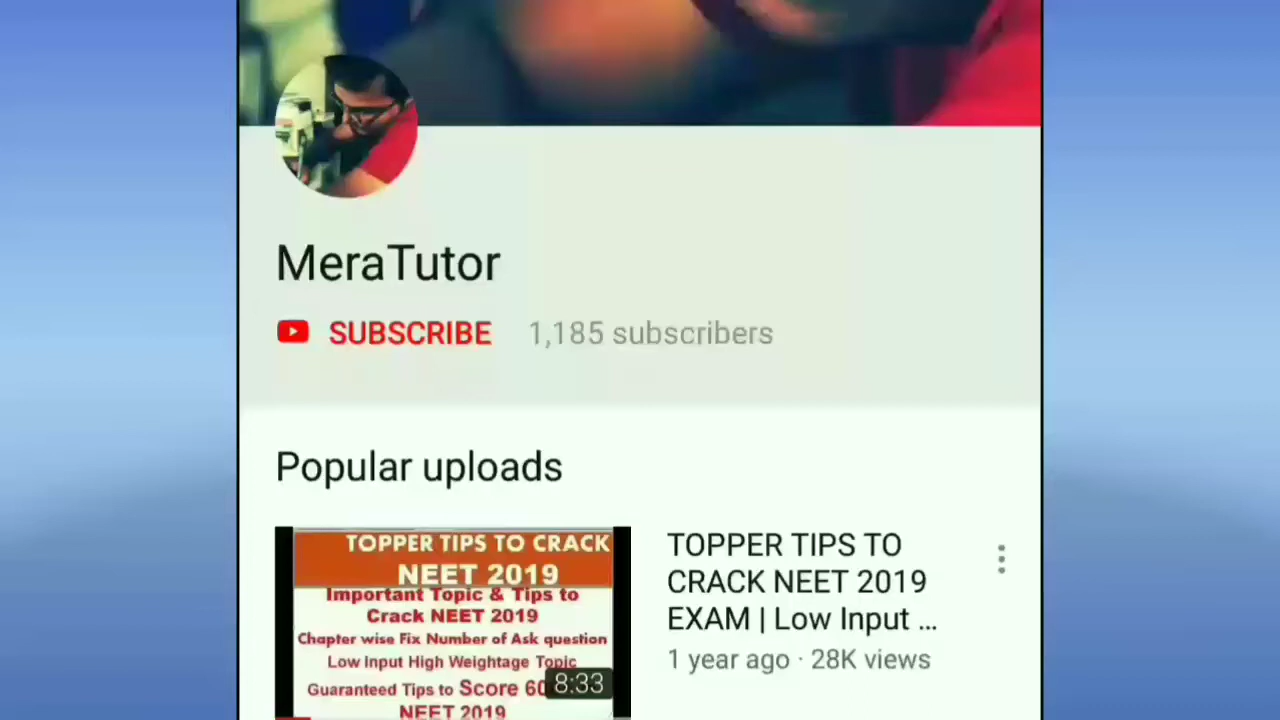 MeraTutor
SUBSCRIBE 1,185 subscribers
Popular uploads
TOPPER TIPS TO CRACK
NEET 2019
Important Topic & Tips to
Crack NEET 2019
Chapter wise Fix Number of Ask question
Low Input High Weightage Topic
Guaranteed Tips to Score 60
NEET 2019
8:33
TOPPER TIPS TO
CRACK NEET 2019
EXAM | Low Input ...
1 year ago · 28K views